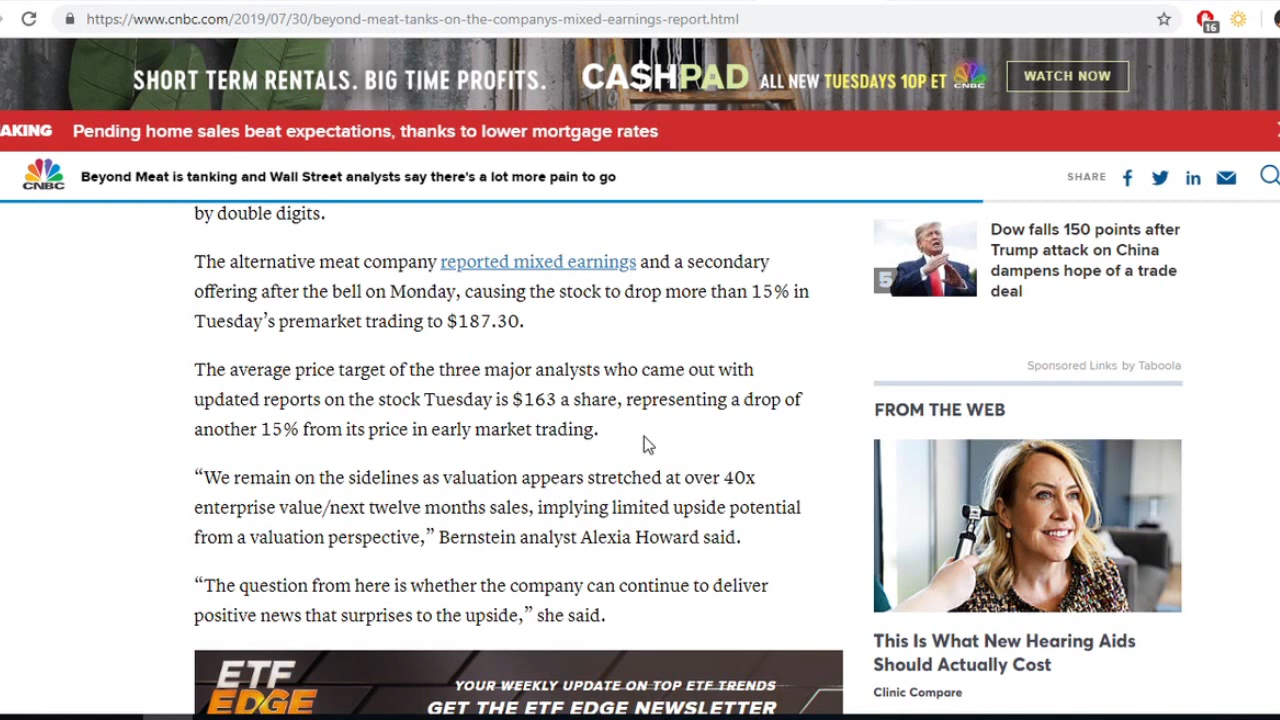 https://www.cnbc.com/2019/07/30/beyond-meat-tanks-on-the-companys-mixed-earnings-report.html
16
SHORT TERM RENTALS. BIG TIME PROFITS.
CA$HPAD
ALL NEW TUESDAYS 10P ET
CNBC
WATCH NOW
AKING
Pending home sales beat expectations, thanks to lower mortgage rates
CNBC
Beyond Meat is tanking and Wall Street analysts say there's a lot more pain to go
SHARE
by double digits.
The alternative meat company reported mixed earnings and a secondary
offering after the bell on Monday, causing the stock to drop more than 15% in
Tuesday’s premarket trading to $187.30.
The average price target of the three major analysts who came out with
updated reports on the stock Tuesday is $163 a share, representing a drop of
another 15% from its price in early market trading.
“We remain on the sidelines as valuation appears stretched at over 40x
enterprise value/next twelve months sales, implying limited upside potential
from a valuation perspective,” Bernstein analyst Alexia Howard said.
“The question from here is whether the company can continue to deliver
positive news that surprises to the upside,” she said.
ETF
EDGE
YOUR WEEKLY UPDATE ON TOP ETF TRENDS
GET THE ETF EDGE NEWSLETTER
5
Dow falls 150 points after
Trump attack on China
dampens hope of a trade
deal
Sponsored Links by Taboola
FROM THE WEB
This Is What New Hearing Aids
Should Actually Cost
Clinic Compare